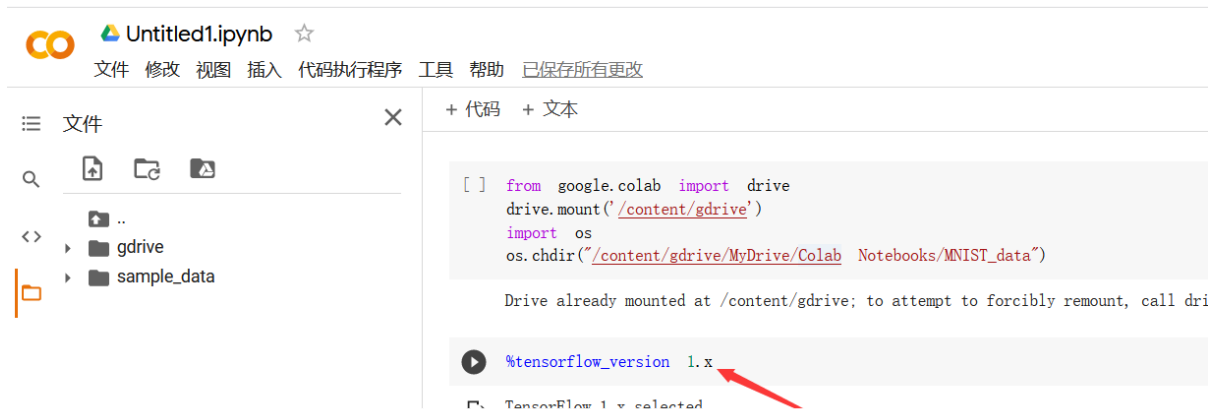 Untitled1.ipynb
文件 修改 视图 插入 代码执行程序 工具 帮助 已保存所有更改
文件
+ 代码 + 文本
..
gdrive
sample_data
[ ] from google.colab import drive
drive.mount('/content/gdrive')
import os
os.chdir("/content/gdrive/MyDrive/Colab Notebooks/MNIST_data")
Drive already mounted at /content/gdrive; to attempt to forcibly remount, call dri
%tensorflow_version 1.x
TensorFlow 1.x selected